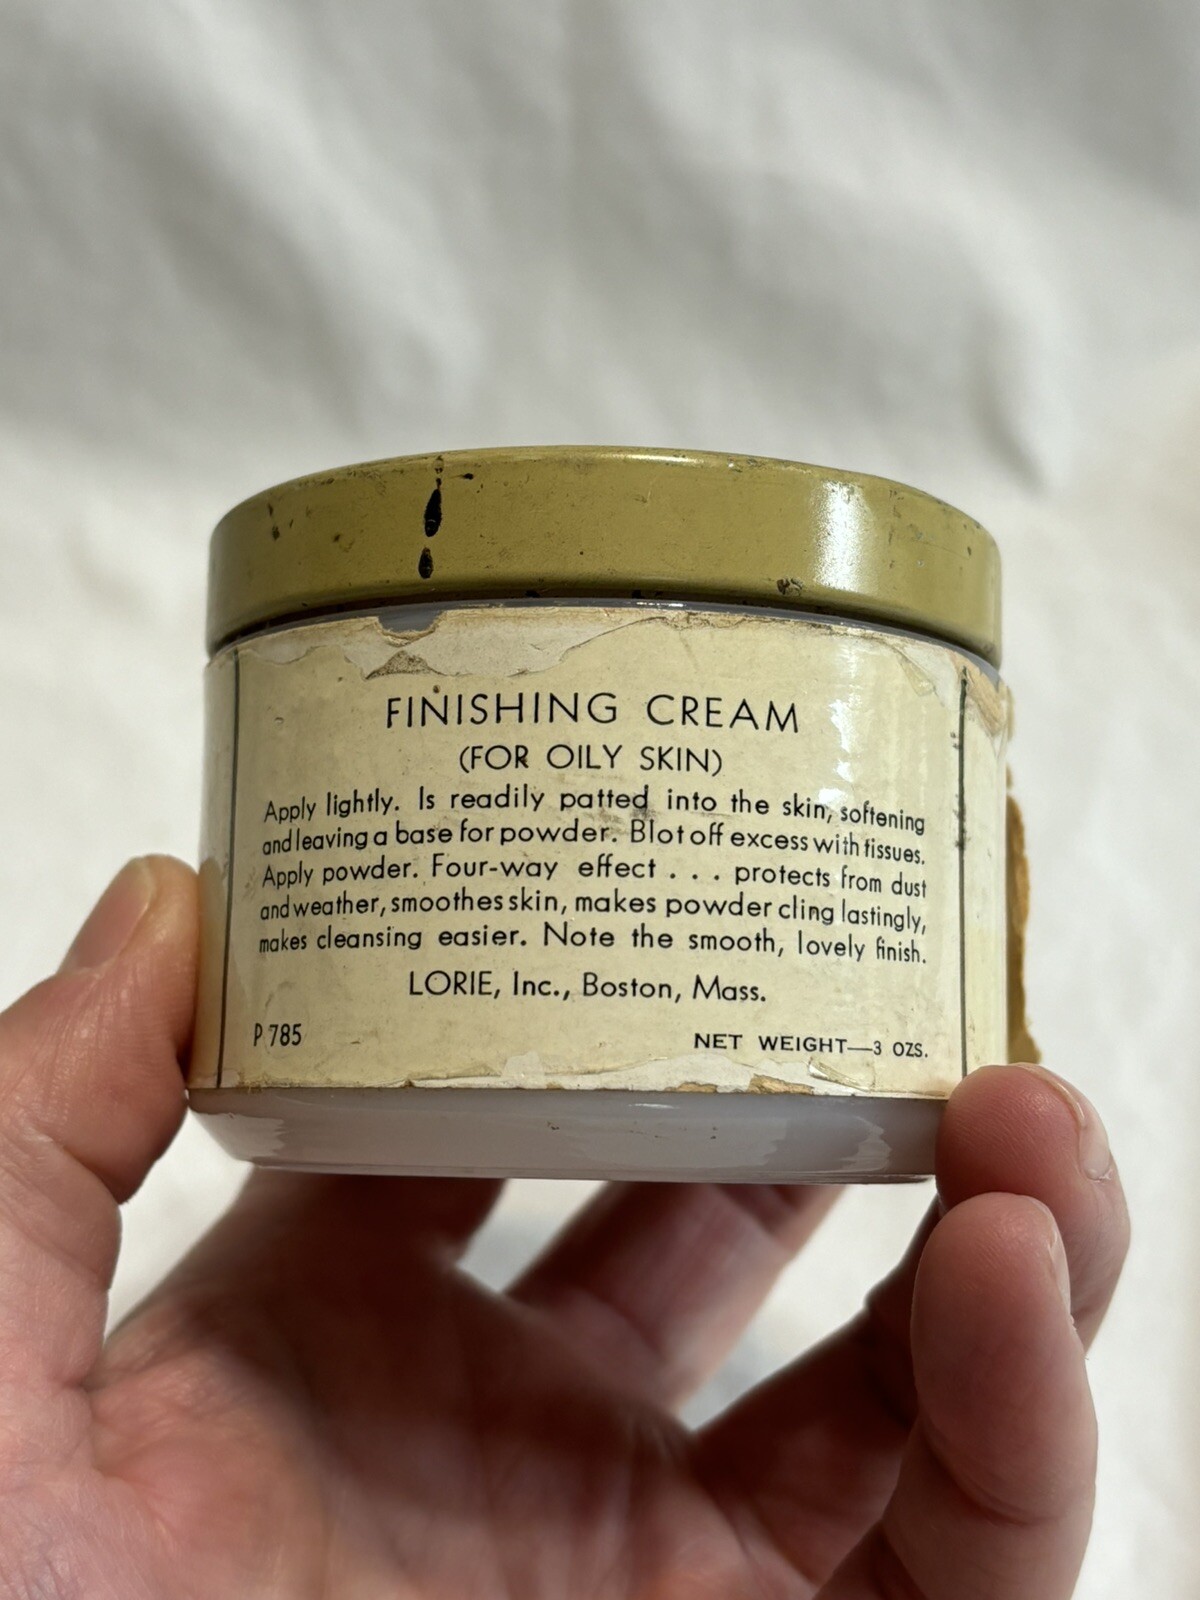 FINISHING CREAM
(FOR OILY SKIN)
Apply lightly. Is readily patted into the skin, softening
and leaving a base for powder. Blot off excess with tissues.
Apply powder. Four-way effect . . . protects from dust
and weather, smoothes skin, makes powder cling lastingly,
makes cleansing easier. Note the smooth, lovely finish.
LORIE, Inc., Boston, Mass.
P 785
NET WEIGHT—3 OZS.